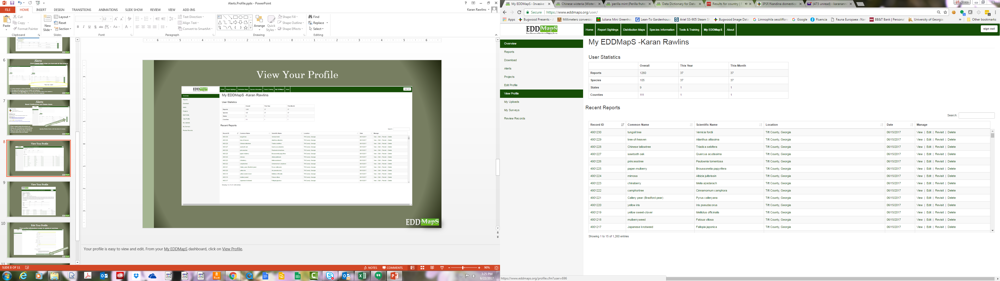 Alerts.Profile.pptx - PowerPoint
FILE HOME INSERT DESIGN TRANSITIONS ANIMATIONS SLIDE SHOW REVIEW VIEW ADD-INS
Karan Rawlins
Paste
Cut
Copy
Format Painter
Clipboard
New Slide
Layout
Reset
Section
Slides
12
Font
Text Direction
Align Text
Convert to SmartArt
Paragraph
Arrange
Quick Styles
Shape Fill
Shape Outline
Shape Effects
Drawing
Find
Replace
Select
Editing
6
Alerts
7
Alerts
Email Notifications and Delete Alerts
8
View Your Profile
9
View Your Profile
10
Edit Your Profile
11
View Your Profile
EDDMapS
Home Report Sightings Distribution Maps Species Information Tools & Training My EDDMapS About
sign out
My EDDMapS -Karan Rawlins
User Statistics
Recent Reports
EDDMapS
Your profile is easy to view and edit. From your My EDDMapS dashboard, click on View Profile.
SLIDE 8 OF 11
NOTES COMMENTS 90%
3:25 PM
6/22/2017
My EDDMapS - Invasive
Chinese wisteria (Wisteri
perilla mint (Perilla frutes
Data Dictionary for Data
Results for country | F
IPSF/Nandina domestica
(473 unread) - karanann
Karan
Secure https://www.eddmaps.org/user/
Apps Bugwood Presents - A Millimeters conversio Juliana Mini Greenhou Lean-To Gardenhouse Ariel SS-905 Steam Sh Bugwood Image Data Limnophila sessiliflora Google Fluencia Fauna Europaea : Nam BB&T Bank | Personal University of Georgia: » Other bookmarks
EDDMapS
Early Detection & Distribution Mapping System
Home Report Sightings Distribution Maps Species Information Tools & Training My EDDMapS About
sign out
Overview
Reports
Download
Alerts
Projects
Edit Profile
View Profile
My Uploads
My Surveys
Review Records
My EDDMapS -Karan Rawlins
User Statistics
Overall This Year This Month
Reports 1260 37 37
Species 105 37 37
States 9 1 1
Counties 111 1 1
Recent Reports
Search:
Record ID Common Name Scientific Name Location Date Manage
4901230 tungoil tree Vernicia fordii Tift County, Georgia 06/15/2017 View | Edit | Revisit | Delete
4901229 tree-of-heaven Ailanthus altissima Tift County, Georgia 06/15/2017 View | Edit | Revisit | Delete
4901228 Chinese tallowtree Triadica sebifera Tift County, Georgia 06/15/2017 View | Edit | Revisit | Delete
4901227 sawtooth oak Quercus acutissima Tift County, Georgia 06/15/2017 View | Edit | Revisit | Delete
4901226 princesstree Paulownia tomentosa Tift County, Georgia 06/15/2017 View | Edit | Revisit | Delete
4901225 paper-mulberry Broussonetia papyrifera Tift County, Georgia 06/15/2017 View | Edit | Revisit | Delete
4901224 mimosa Albizia julibrissin Tift County, Georgia 06/15/2017 View | Edit | Revisit | Delete
4901223 chinaberry Melia azedarach Tift County, Georgia 06/15/2017 View | Edit | Revisit | Delete
4901222 camphortree Cinnamomum camphora Tift County, Georgia 06/15/2017 View | Edit | Revisit | Delete
4901221 Callery pear (Bradford pear) Pyrus calleryana Tift County, Georgia 06/15/2017 View | Edit | Revisit | Delete
4901220 yellow iris Iris pseudacorus Tift County, Georgia 06/15/2017 View | Edit | Revisit | Delete
4901219 yellow sweet-clover Melilotus officinalis Tift County, Georgia 06/15/2017 View | Edit | Revisit | Delete
4901218 mulberryweed Fatoua villosa Tift County, Georgia 06/15/2017 View | Edit | Revisit | Delete
4901217 Japanese knotweed Fallopia japonica Tift County, Georgia 06/15/2017 View | Edit | Revisit | Delete
Showing 1 to 15 of 1,260 entries
https://www.eddmaps.org/profile.cfm?user=696